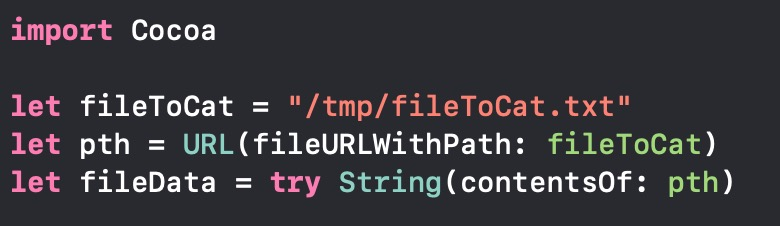 import Cocoa
let fileToCat = "/tmp/fileToCat.txt"
let pth = URL(fileURLWithPath: fileToCat)
let fileData = try String(contentsOf: pth)